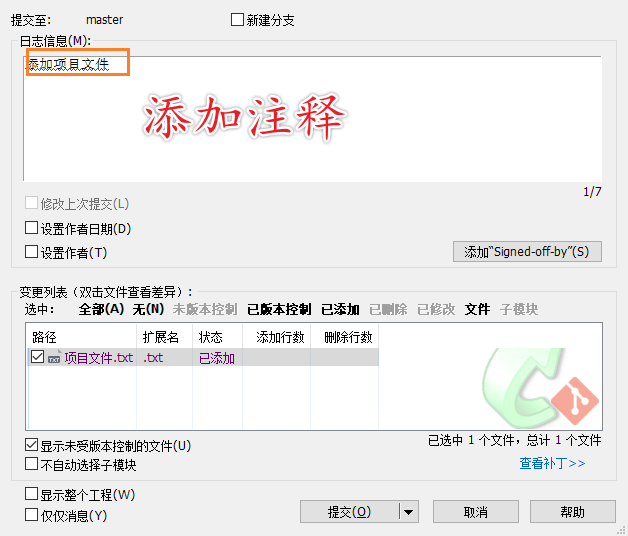 提交至: master 新建分支
日志信息(M):
添加项目文件
添加注释
1/7
修改上次提交(L)
设置作者日期(D)
设置作者(T) 添加“Signed-off-by”(S)
变更列表（双击文件查看差异）:
选中: 全部(A) 无(N) 未版本控制 已版本控制 已添加 已删除 已修改 文件 子模块
路径 扩展名 状态 添加行数 删除行数
TXT 项目文件.txt .txt 已添加
显示未受版本控制的文件(U) 已选中 1 个文件，总计 1 个文件
不自动选择子模块 查看补丁>>
显示整个工程(W)
仅仅消息(Y) 提交(O) 取消 帮助